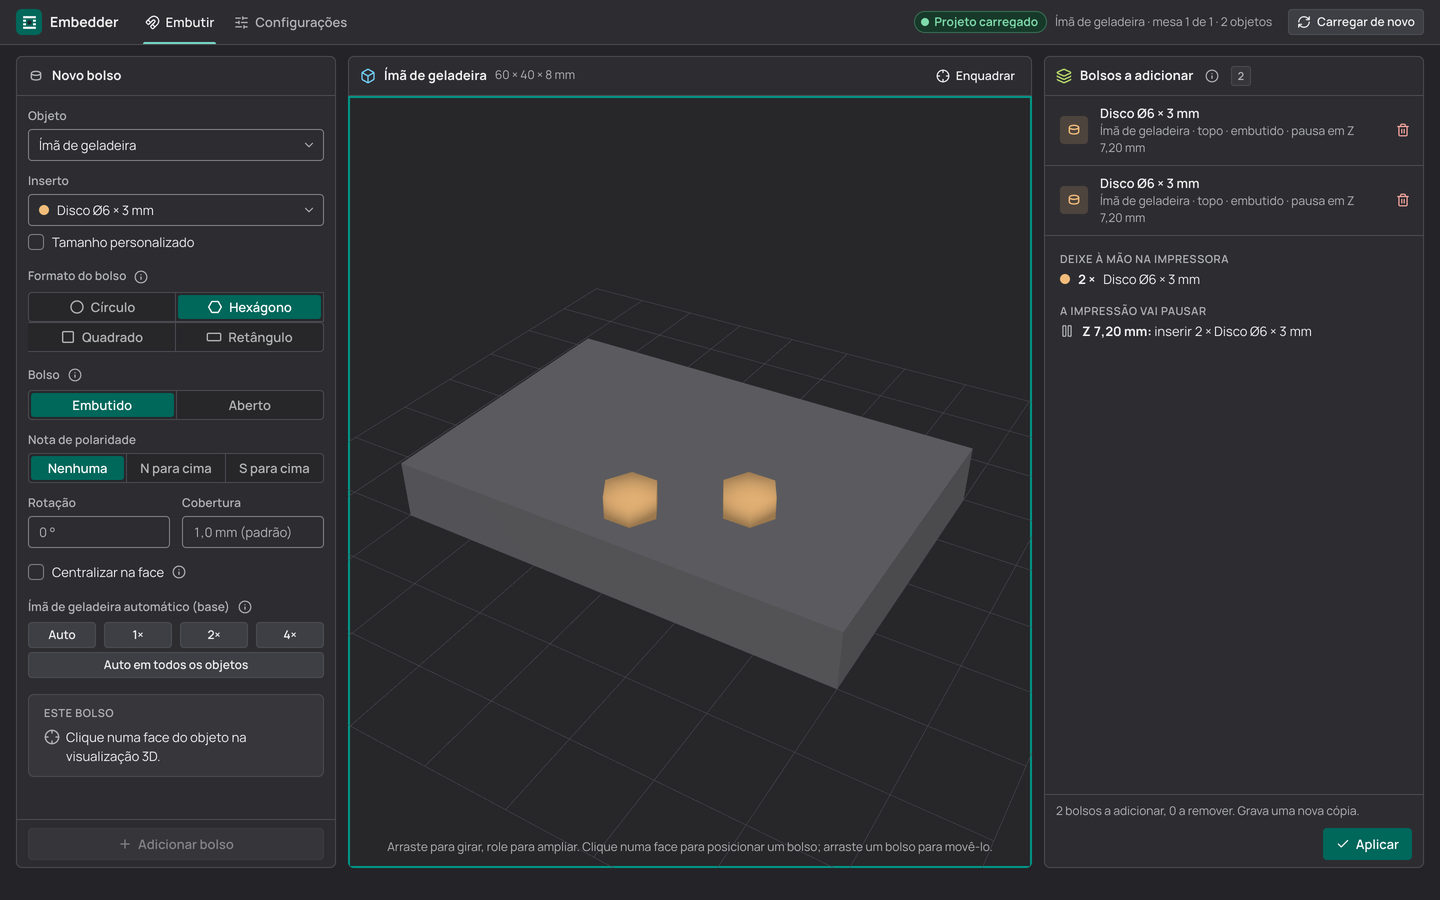 Embedder
Embutir
Configurações
Projeto carregado
Ímã de geladeira · mesa 1 de 1 · 2 objetos
Carregar de novo
Novo bolso
Objeto
Ímã de geladeira
Inserto
Disco Ø6 × 3 mm
Tamanho personalizado
Formato do bolso
Círculo
Hexágono
Quadrado
Retângulo
Bolso
Embutido
Aberto
Nota de polaridade
Nenhuma
N para cima
S para cima
Rotação
Cobertura
0 °
1,0 mm (padrão)
Centralizar na face
Ímã de geladeira automático (base)
Auto
1×
2×
4×
Auto em todos os objetos
ESTE BOLSO
Clique numa face do objeto na
visualização 3D.
Adicionar bolso
Ímã de geladeira 60 × 40 × 8 mm
Enquadrar
Arraste para girar, role para ampliar. Clique numa face para posicionar um bolso; arraste um bolso para movê-lo.
Bolsos a adicionar
2
Disco Ø6 × 3 mm
Ímã de geladeira · topo · embutido · pausa em Z
7,20 mm
Disco Ø6 × 3 mm
Ímã de geladeira · topo · embutido · pausa em Z
7,20 mm
DEIXE À MÃO NA IMPRESSORA
2 × Disco Ø6 × 3 mm
A IMPRESSÃO VAI PAUSAR
Z 7,20 mm: inserir 2 × Disco Ø6 × 3 mm
2 bolsos a adicionar, 0 a remover. Grava uma nova cópia.
Aplicar